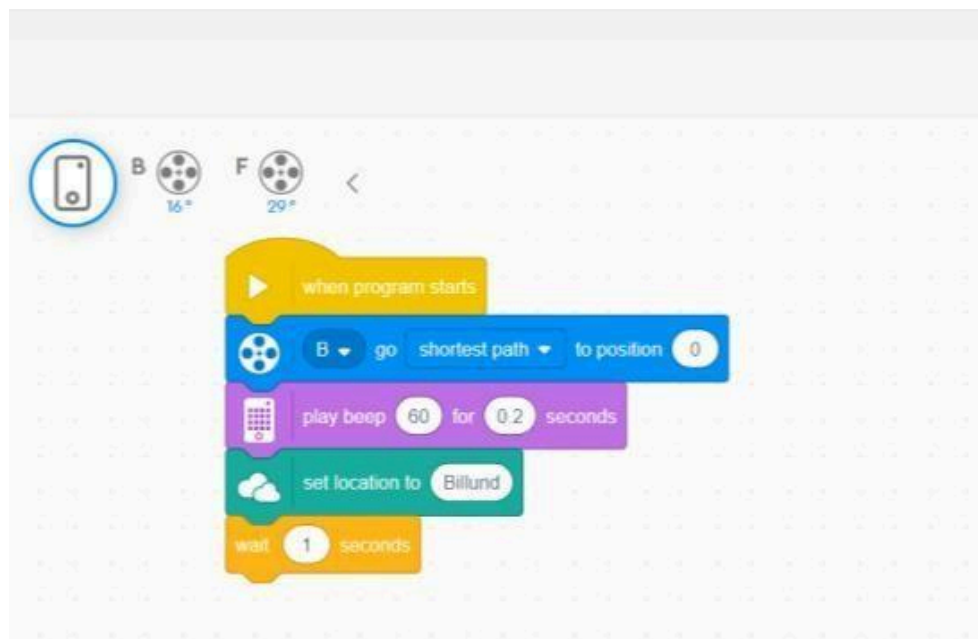 B F
16° 29°
when program starts
B go shortest path to position 0
play beep 60 for 0.2 seconds
set location to Billund
wait 1 seconds